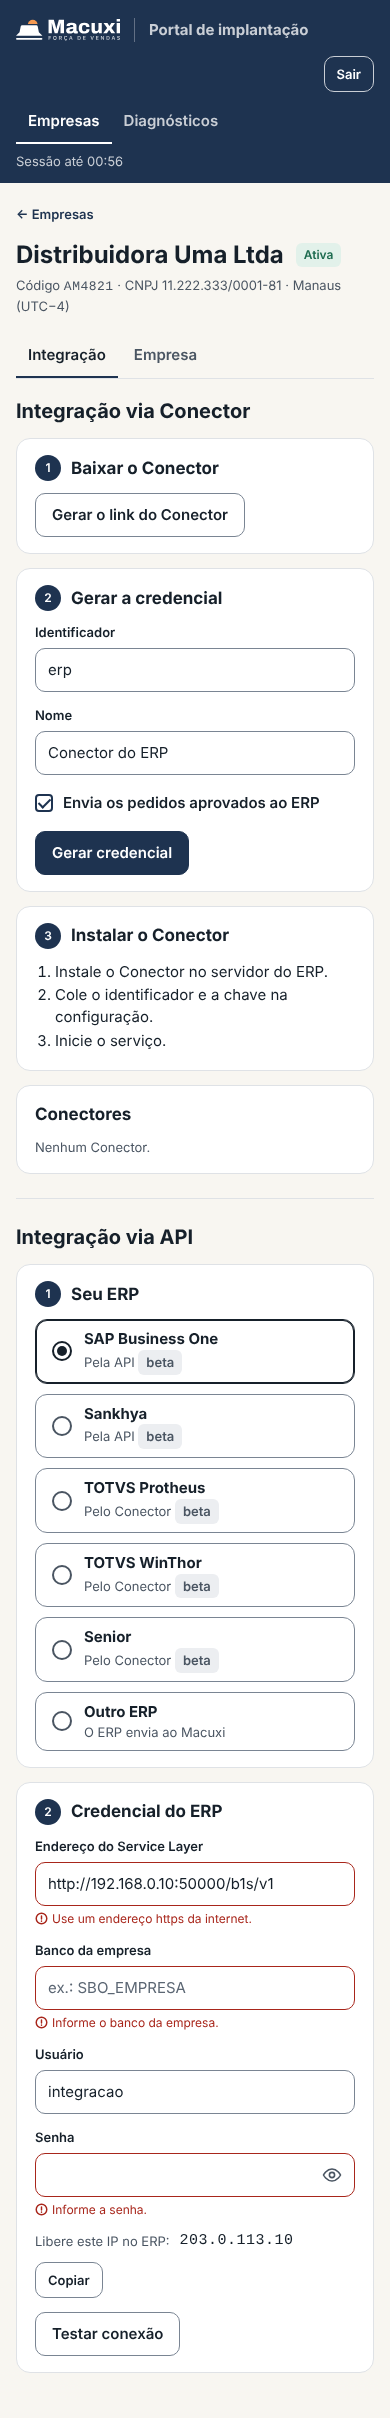 Macuxi
FORÇA DE VENDAS
Portal de implantação
Sair
Empresas
Diagnósticos
Sessão até 00:56
← Empresas
Distribuidora Uma Ltda
Ativa
Código AM4821 · CNPJ 11.222.333/0001-81 · Manaus
(UTC−4)
Integração
Empresa
Integração via Conector
1 Baixar o Conector
Gerar o link do Conector
2 Gerar a credencial
Identificador
erp
Nome
Conector do ERP
Envia os pedidos aprovados ao ERP
Gerar credencial
3 Instalar o Conector
1. Instale o Conector no servidor do ERP.
2. Cole o identificador e a chave na
configuração.
3. Inicie o serviço.
Conectores
Nenhum Conector.
Integração via API
1 Seu ERP
SAP Business One
Pela API beta
Sankhya
Pela API beta
TOTVS Protheus
Pelo Conector beta
TOTVS WinThor
Pelo Conector beta
Senior
Pelo Conector beta
Outro ERP
O ERP envia ao Macuxi
2 Credencial do ERP
Endereço do Service Layer
http://192.168.0.10:50000/b1s/v1
Use um endereço https da internet.
Banco da empresa
ex.: SBO_EMPRESA
Informe o banco da empresa.
Usuário
integracao
Senha
Informe a senha.
Libere este IP no ERP: 203.0.113.10
Copiar
Testar conexão